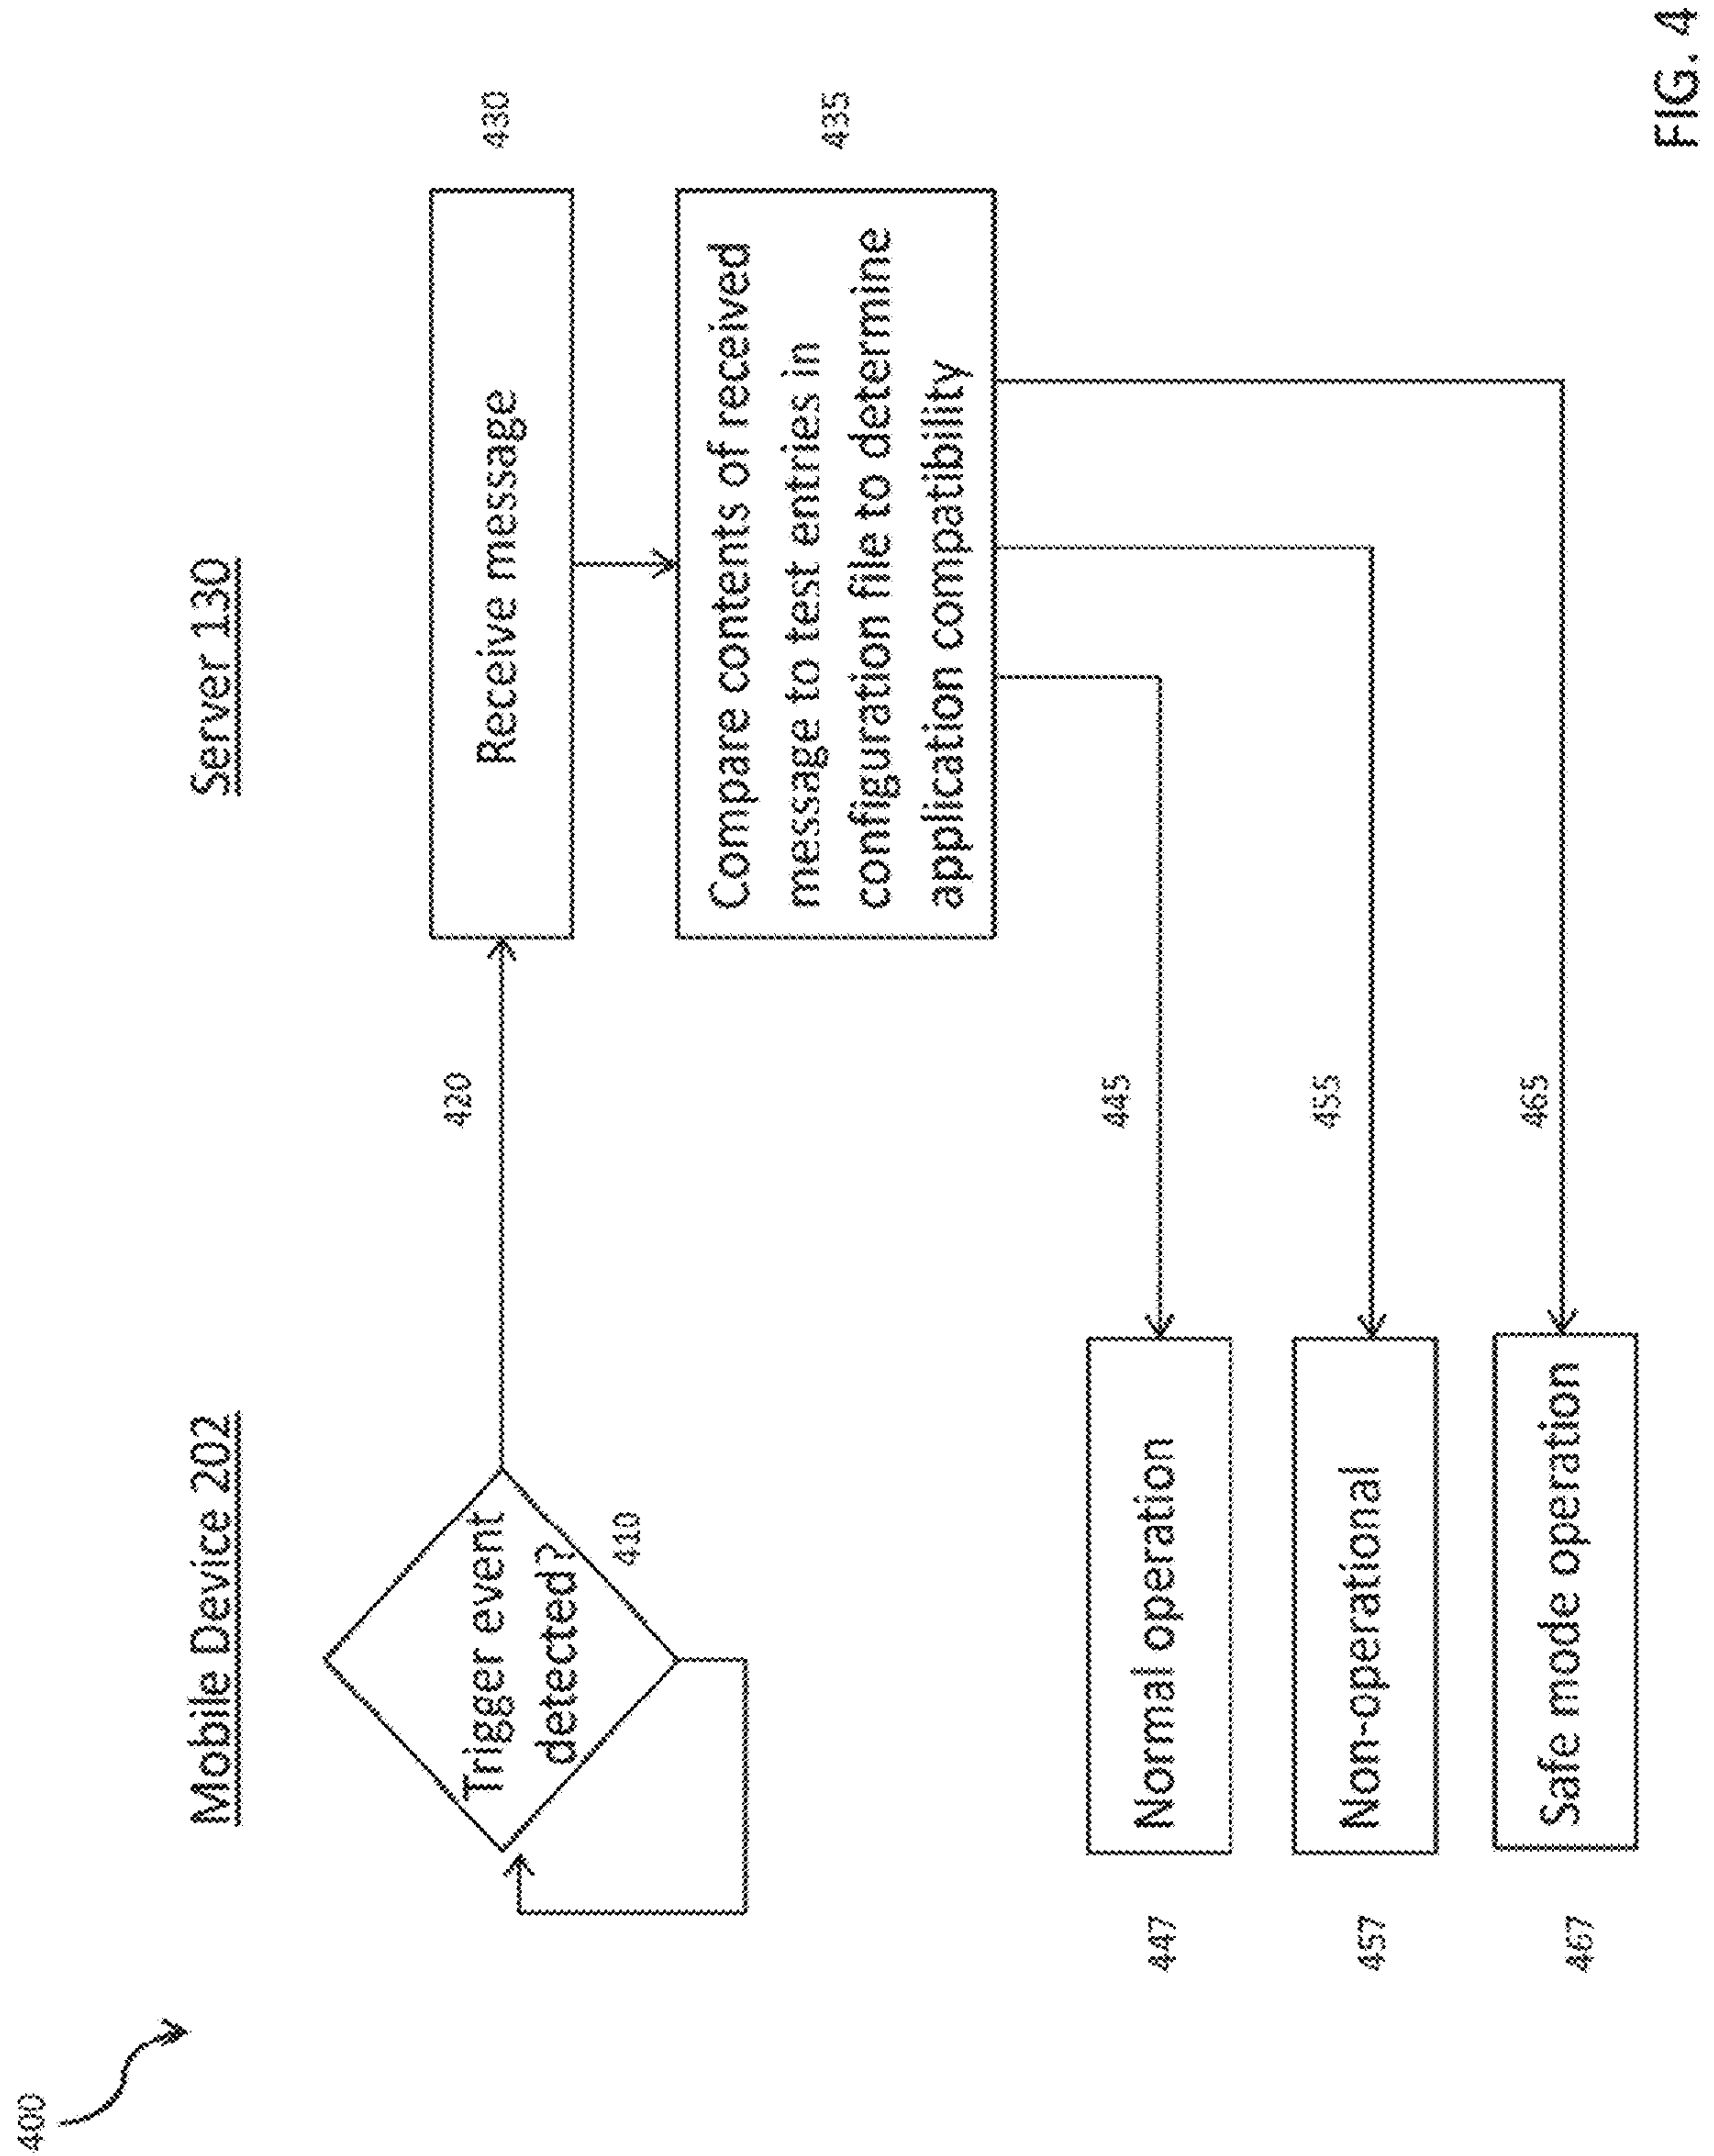 400
Mobile Device 202
Server 130
Trigger event
detected?
410
420
Receive message
430
Compare contents of received
message to test entries in
configuration file to determine
application compatibility
435
445
447
Normal operation
455
457
Non-operational
465
467
Safe mode operation
FIG. 4